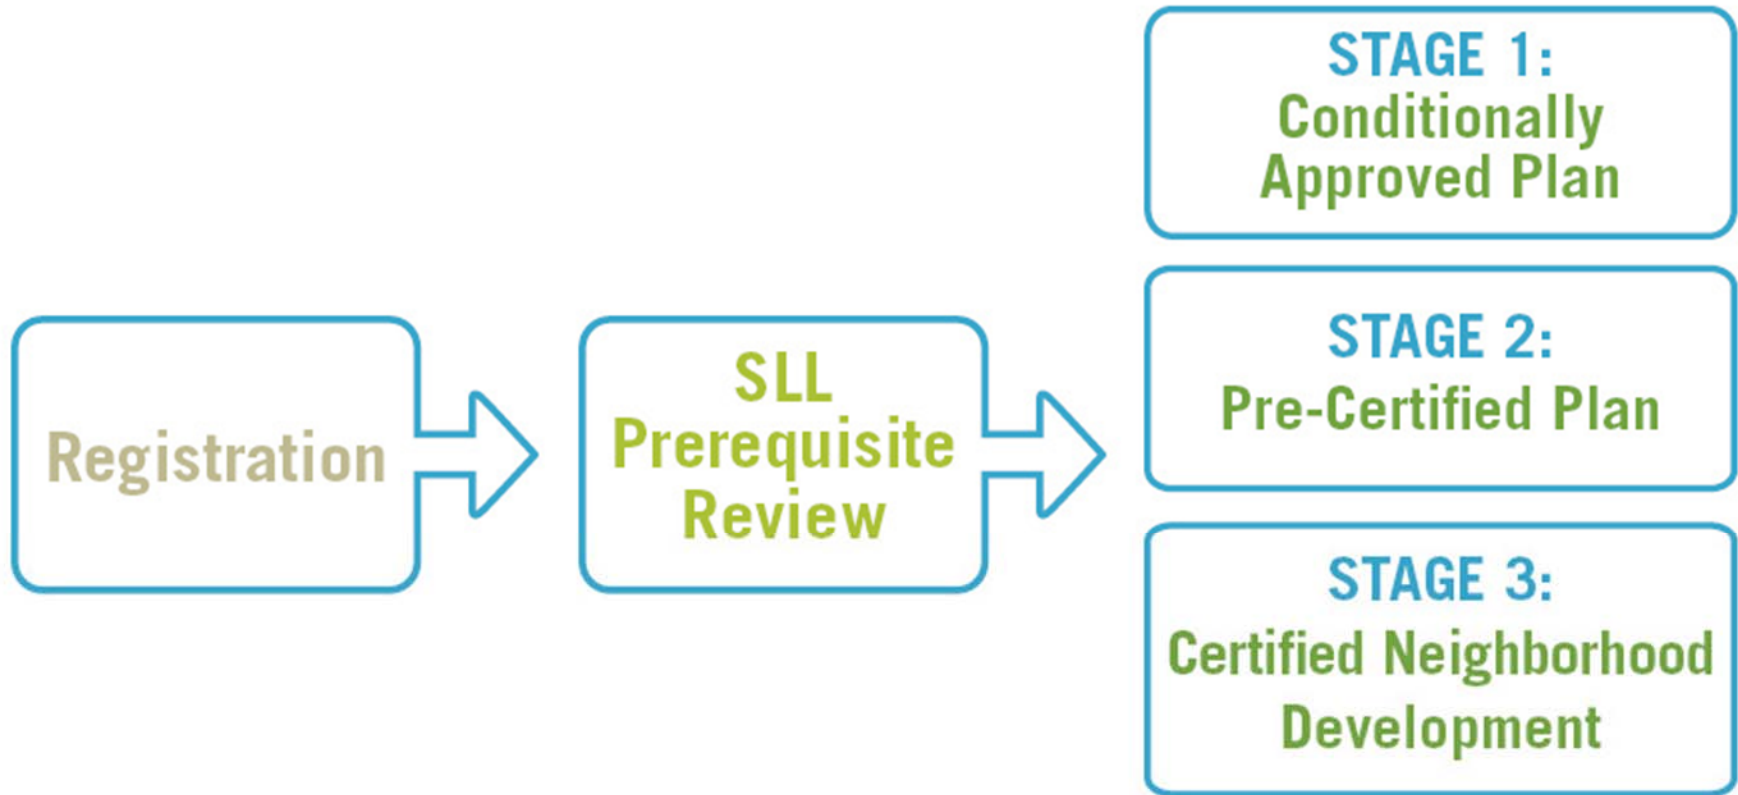 Registration
SLL
Prerequisite
Review
STAGE 1:
Conditionally
Approved Plan
STAGE 2:
Pre-Certified Plan
STAGE 3:
Certified Neighborhood
Development